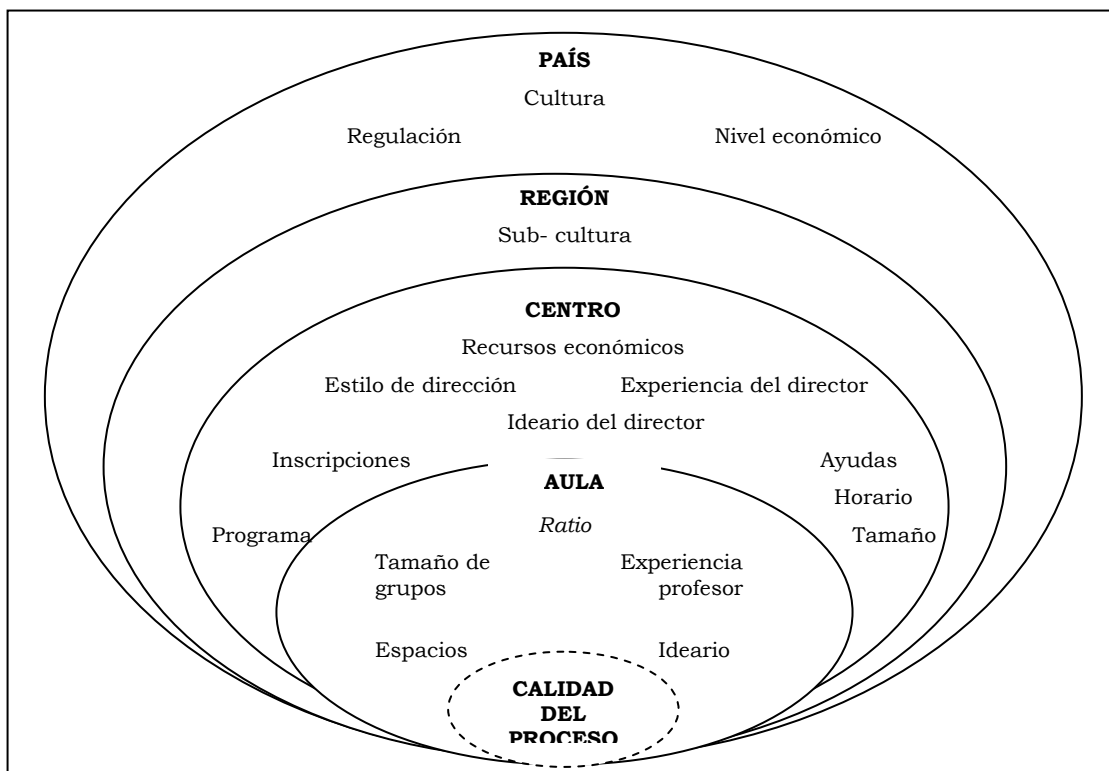 PAÍS
Cultura
Regulación Nivel económico
REGIÓN
Sub- cultura
CENTRO
Recursos económicos
Estilo de dirección Experiencia del director
Ideario del director
Inscripciones Ayudas
AULA
Horario
Ratio
Programa Tamaño
Tamaño de Experiencia
grupos profesor
Espacios Ideario
CALIDAD
DEL
PROCESO